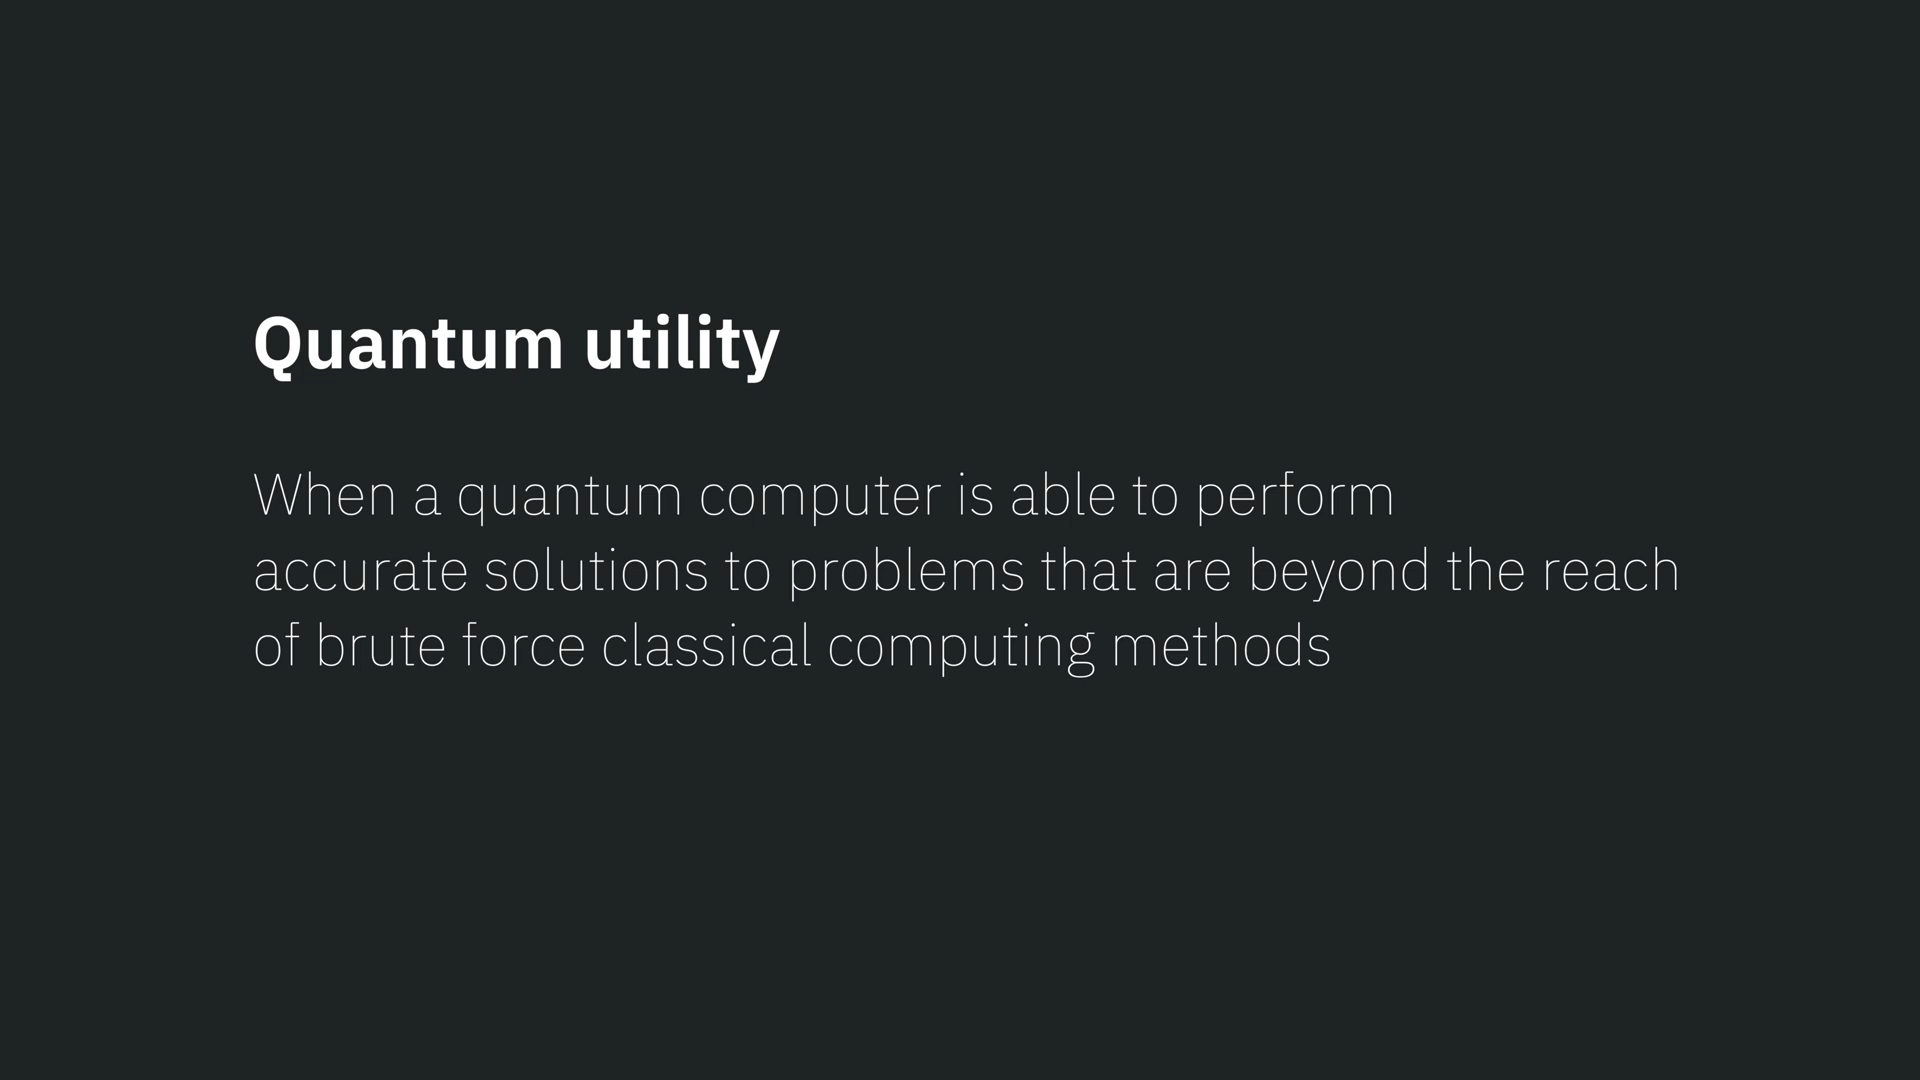 Quantum utility
When a quantum computer is able to perform
accurate solutions to problems that are beyond the reach
of brute force classical computing methods